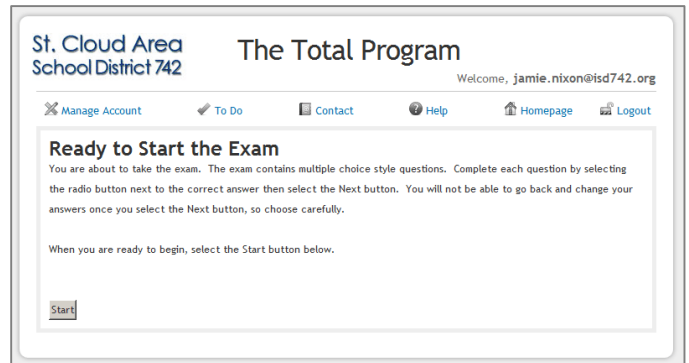 St. Cloud Area
School District 742
The Total Program
Welcome, jamie.nixon@isd742.org
Manage Account To Do Contact Help Homepage Logout
Ready to Start the Exam
You are about to take the exam. The exam contains multiple choice style questions. Complete each question by selecting
the radio button next to the correct answer then select the Next button. You will not be able to go back and change your
answers once you select the Next button, so choose carefully.
When you are ready to begin, select the Start button below.
Start